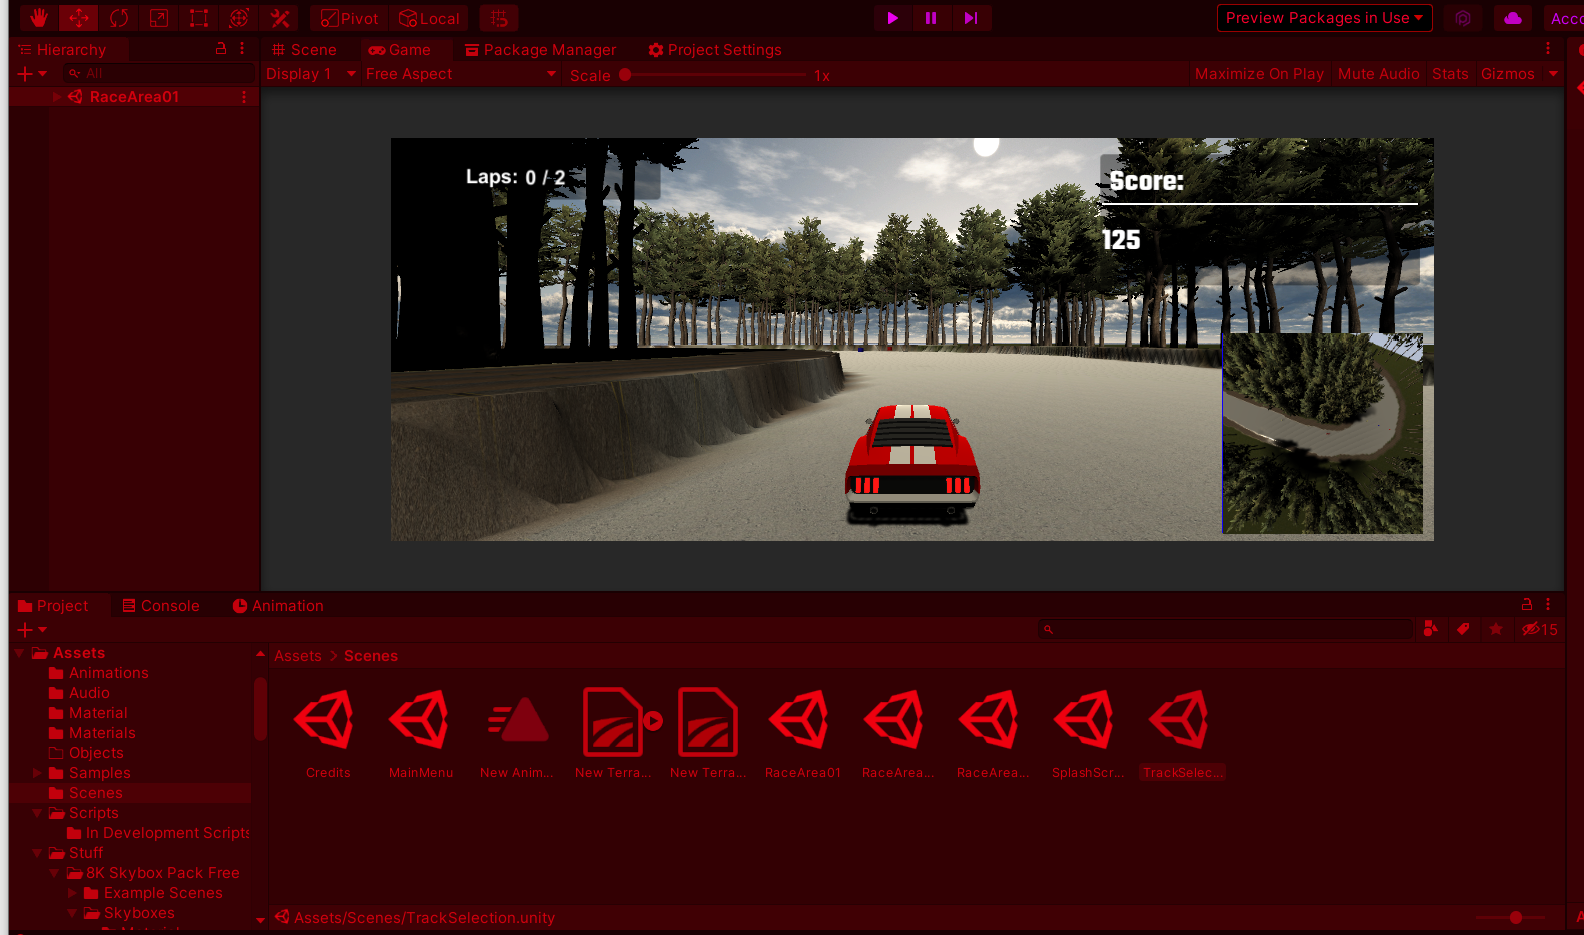 Pivot Local Preview Packages in Use
Hierarchy Scene Game Package Manager Project Settings
All Display 1 Free Aspect Scale 1x Maximize On Play Mute Audio Stats Gizmos
RaceArea01
Laps: 0 / 2
Score:
125
Project Console Animation
15
Assets
Animations
Audio
Material
Materials
Objects
Samples
Scenes
Scripts
In Development Scripts
Stuff
8K Skybox Pack Free
Example Scenes
Skyboxes
Assets > Scenes
Credits MainMenu New Anim... New Terra... New Terra... RaceArea01 RaceArea... RaceArea... SplashScr... TrackSelec...
Assets/Scenes/TrackSelection.unity